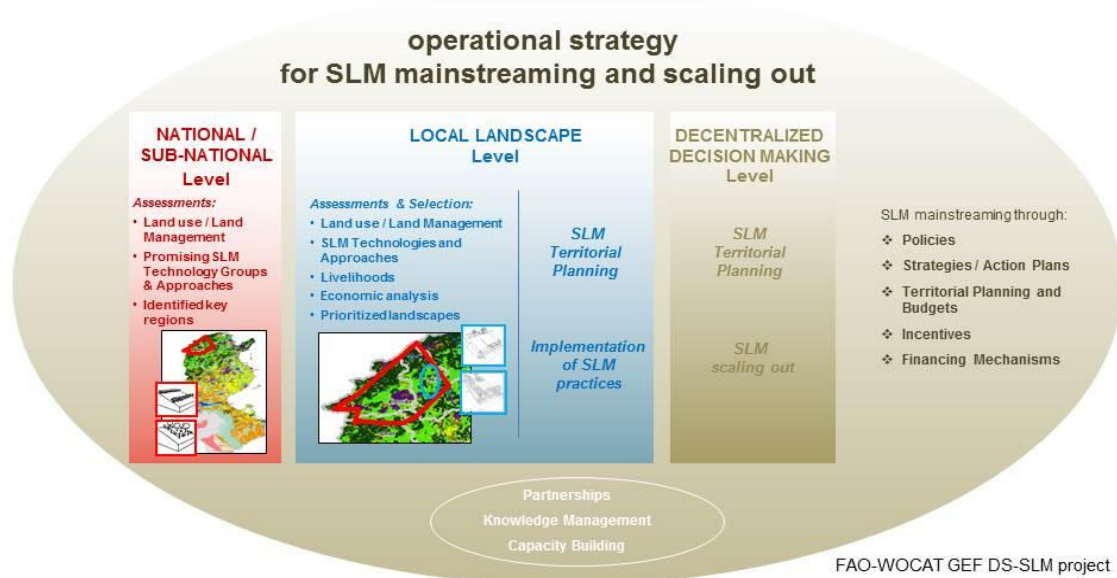 operational strategy
for SLM mainstreaming and scaling out
NATIONAL /
SUB-NATIONAL
Level
Assessments:
• Land use / Land
Management
• Promising SLM
Technology Groups
& Approaches
• Identified key
regions
LOCAL LANDSCAPE
Level
Assessments & Selection:
• Land use / Land Management
• SLM Technologies and
Approaches
• Livelihoods
• Economic analysis
• Prioritized landscapes
SLM
Territorial
Planning
Implementation
of SLM
practices
DECENTRALIZED
DECISION MAKING
Level
SLM
Territorial
Planning
SLM
scaling out
SLM mainstreaming through:
❖ Policies
❖ Strategies / Action Plans
❖ Territorial Planning and
Budgets
❖ Incentives
❖ Financing Mechanisms
Partnerships
Knowledge Management
Capacity Building
FAO-WOCAT GEF DS-SLM project